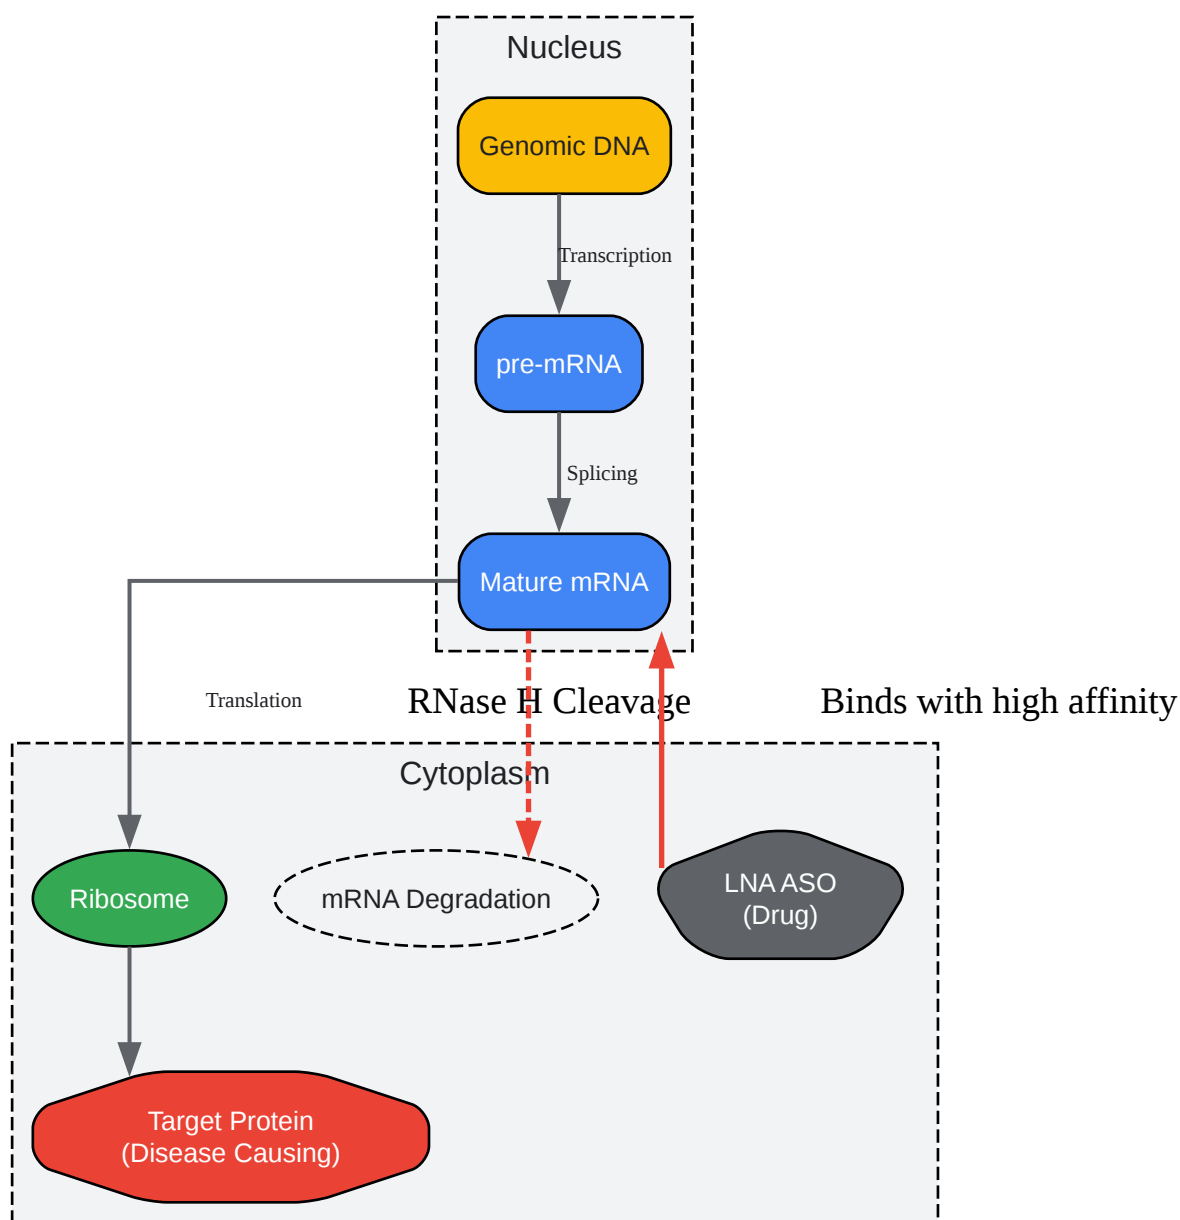 Nucleus
Genomic DNA
Transcription
pre-mRNA
Splicing
Mature mRNA
Translation
RNase H Cleavage
Binds with high affinity
Cytoplasm
Ribosome
mRNA Degradation
LNA ASO
(Drug)
Target Protein
(Disease Causing)